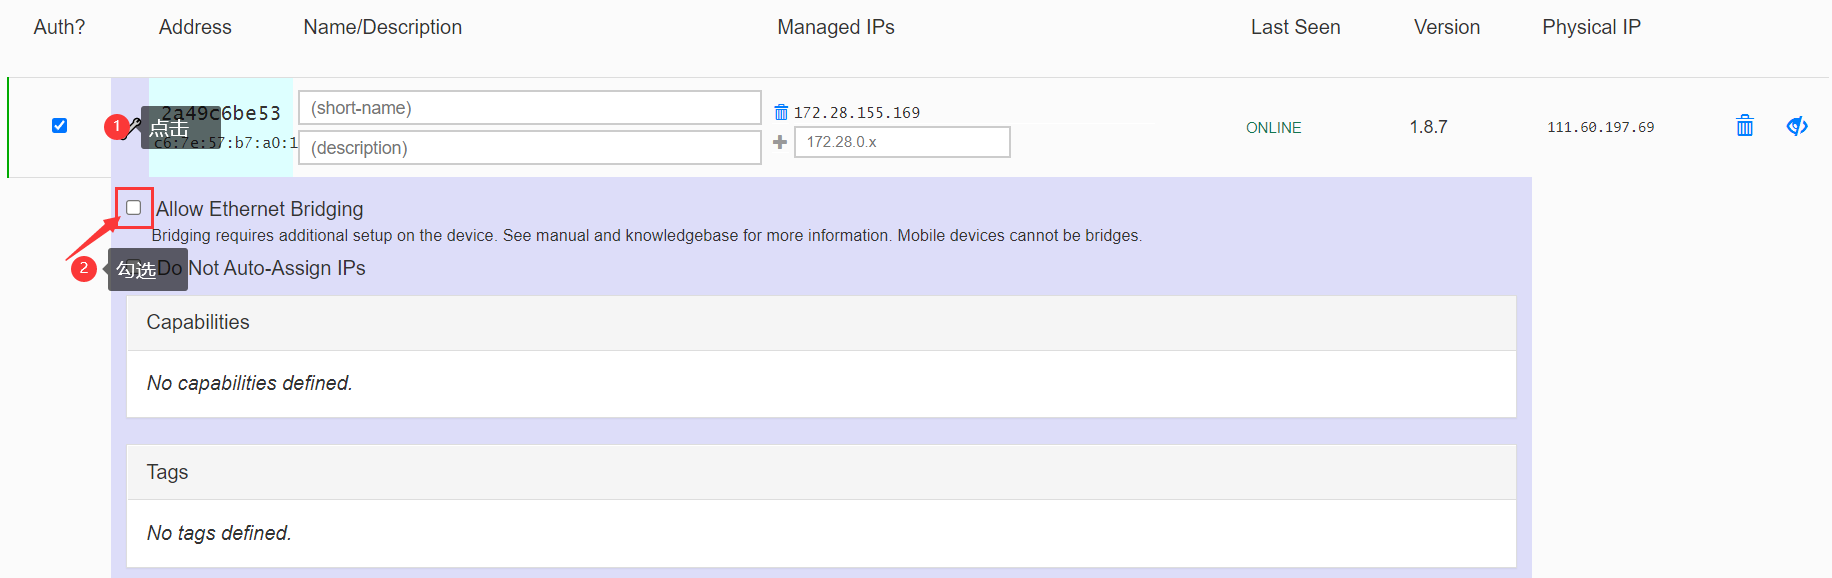 Auth? Address Name/Description Managed IPs Last Seen Version Physical IP
2a49c6be53 (short-name) 172.28.155.169
1 点击 ONLINE 1.8.7 111.60.197.69
c6:7e:57:b7:a0:1 (description) 172.28.0.x
Allow Ethernet Bridging
Bridging requires additional setup on the device. See manual and knowledgebase for more information. Mobile devices cannot be bridges.
2 勾选 Do Not Auto-Assign IPs
Capabilities
No capabilities defined.
Tags
No tags defined.